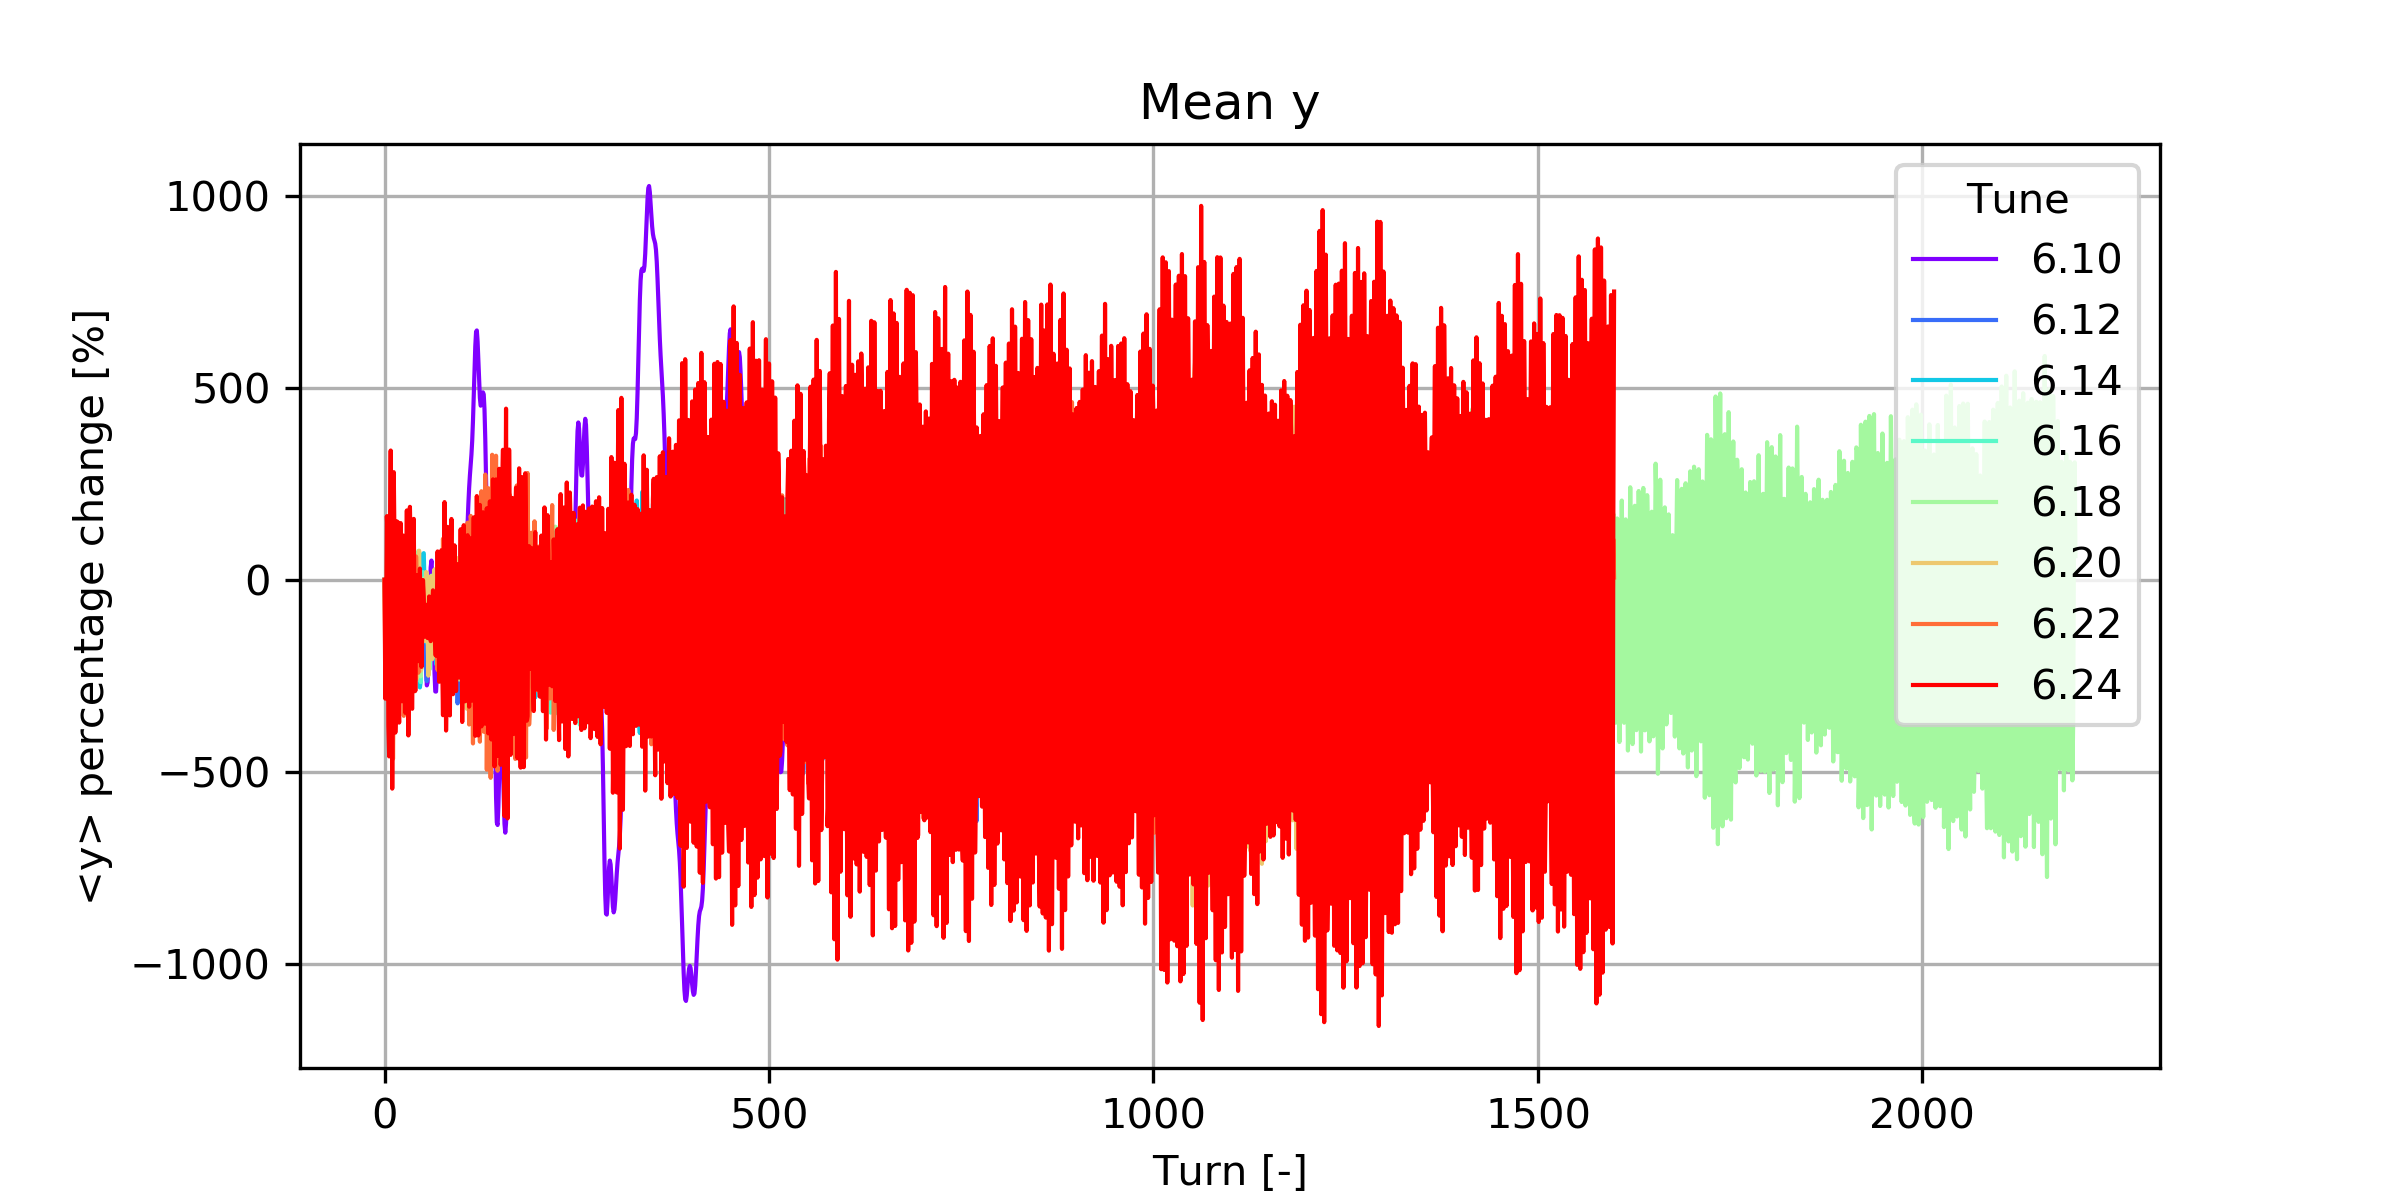 Mean y
<y> percentage change [%]
1000
500
0
−500
−1000
0 500 1000 1500 2000
Turn [-]
Tune
6.10
6.12
6.14
6.16
6.18
6.20
6.22
6.24